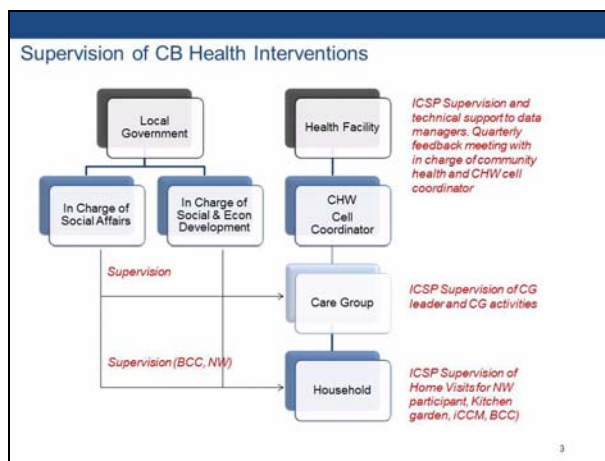 Supervision of CB Health Interventions
Local
Government
Health Facility
ICSP Supervision and
technical support to data
managers. Quarterly
feedback meeting with
in charge of community
health and CHW cell
coordinator
In Charge of
Social Affairs
In Charge of
Social & Econ
Development
CHW
Cell
Coordinator
Supervision
Care Group
ICSP Supervision of CG
leader and CG activities
Supervision (BCC, NW)
Household
ICSP Supervision of
Home Visits for NW
participant, Kitchen
garden, iCCM, BCC)
3